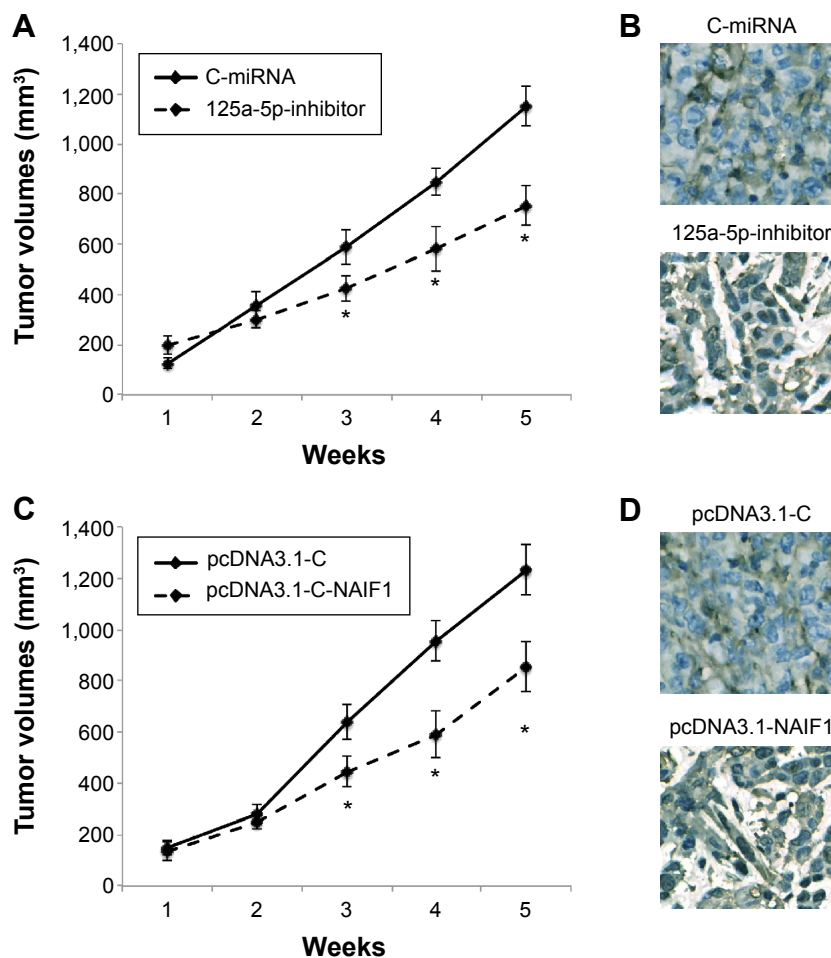 A
1,400
1,200
1,000
800
600
400
200
0
Tumor volumes (mm³)
C-miRNA
125a-5p-inhibitor
*
*
*
1 2 3 4 5
Weeks
B
C-miRNA
125a-5p-inhibitor
C
1,400
1,200
1,000
800
600
400
200
0
Tumor volumes (mm³)
pcDNA3.1-C
pcDNA3.1-C-NAIF1
*
*
*
1 2 3 4 5
Weeks
D
pcDNA3.1-C
pcDNA3.1-NAIF1